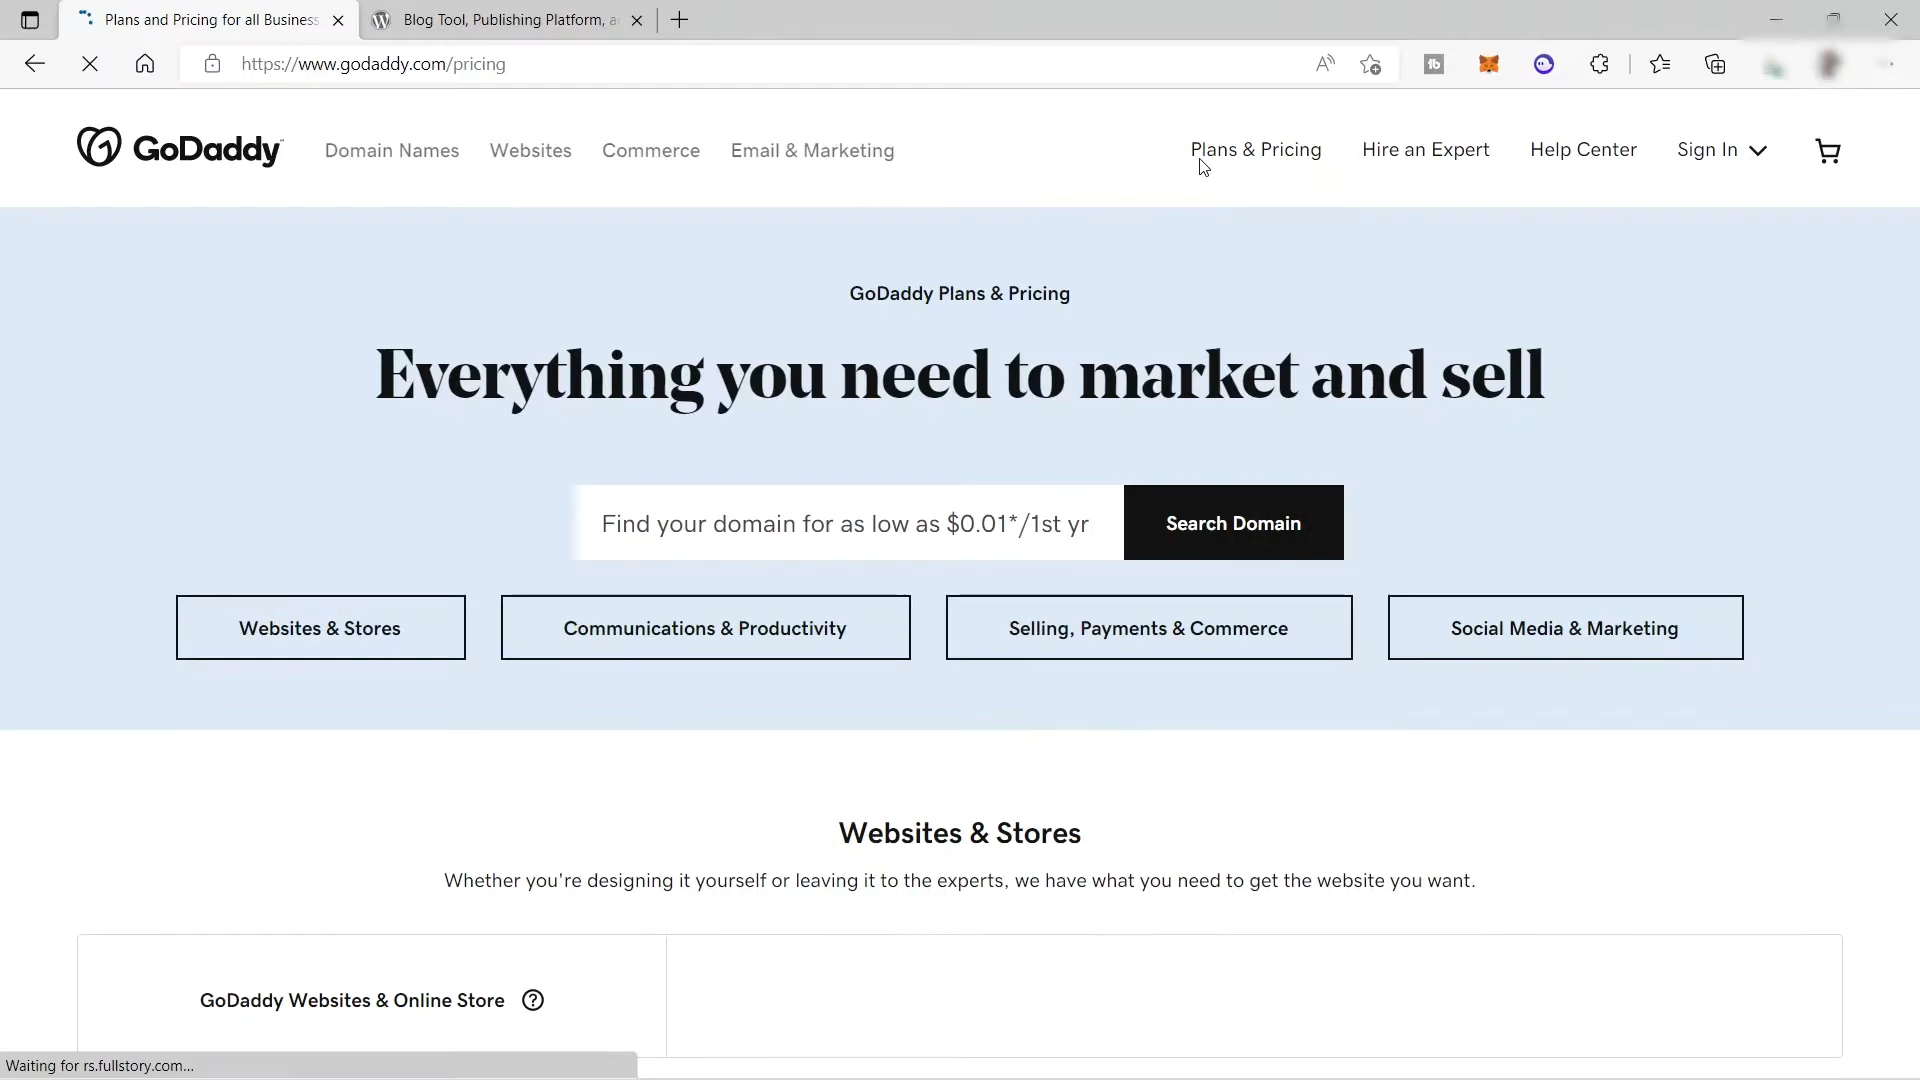 Plans and Pricing for all Business
Blog Tool, Publishing Platform, a
https://www.godaddy.com/pricing
GoDaddy
Domain Names
Websites
Commerce
Email & Marketing
Plans & Pricing
Hire an Expert
Help Center
Sign In
GoDaddy Plans & Pricing
Everything you need to market and sell
Find your domain for as low as $0.01*/1st yr
Search Domain
Websites & Stores
Communications & Productivity
Selling, Payments & Commerce
Social Media & Marketing
Websites & Stores
Whether you're designing it yourself or leaving it to the experts, we have what you need to get the website you want.
GoDaddy Websites & Online Store
Waiting for rs.fullstory.com...